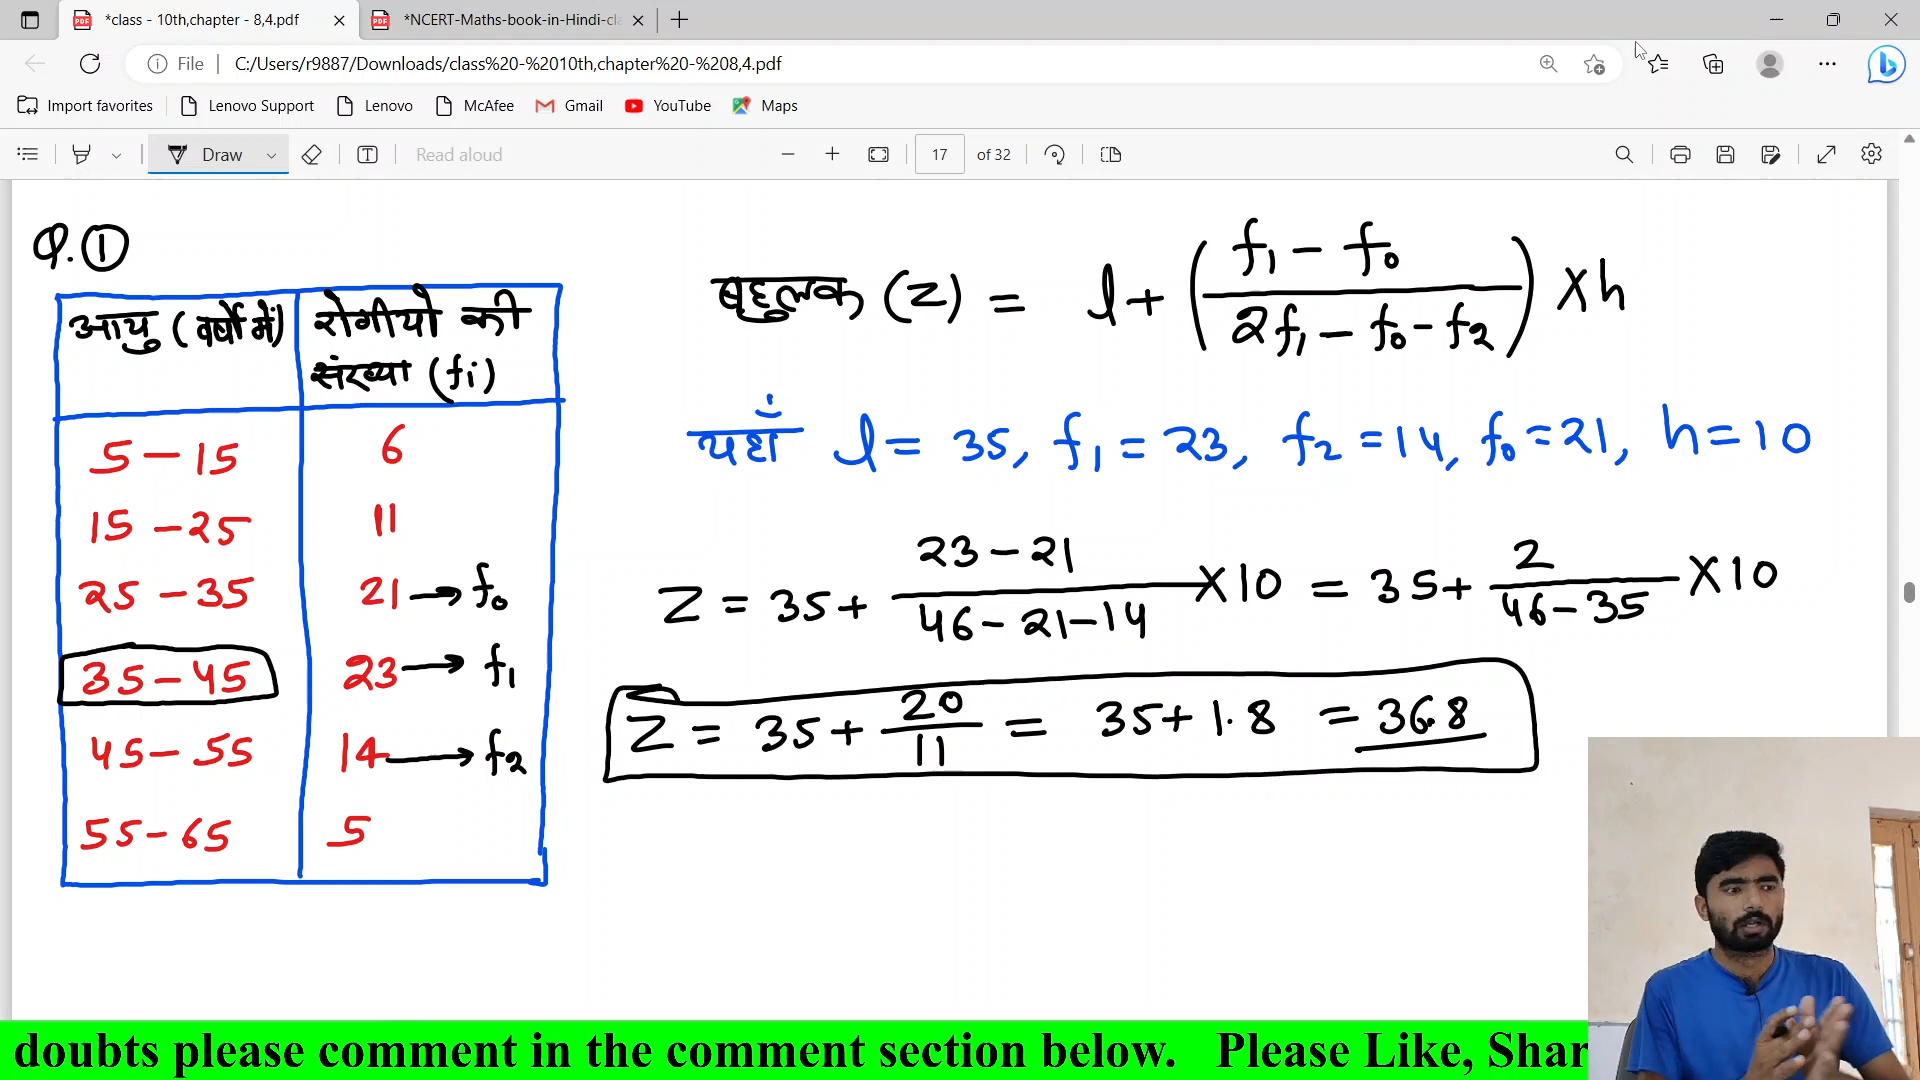 *class - 10th,chapter - 8,4.pdf
*NCERT-Maths-book-in-Hindi-cla
File
C:/Users/r9887/Downloads/class%20-%2010th,chapter%20-%208,4.pdf
Import favorites
Lenovo Support
Lenovo
McAfee
Gmail
YouTube
Maps
Draw
Read aloud
17 of 32
Q. ①
आयु (वर्षो में) रोगीयो की संख्या (fi)
5 – 15 6
15 – 25 11
25 – 35 21 → f₀
35 – 45 23 → f₁
45 – 55 14 → f₂
55 – 65 5
बहुलक (Z) = l + ( (f₁ – f₀) / (2f₁ – f₀ – f₂) ) × h
यहाँ l = 35, f₁ = 23, f₂ = 14, f₀ = 21, h = 10
Z = 35 + (23 – 21) / (46 – 21 – 14) × 10 = 35 + 2 / (46 – 35) × 10
Z = 35 + 20/11 = 35 + 1.8 = 36.8
doubts please comment in the comment section below. Please Like, Shar